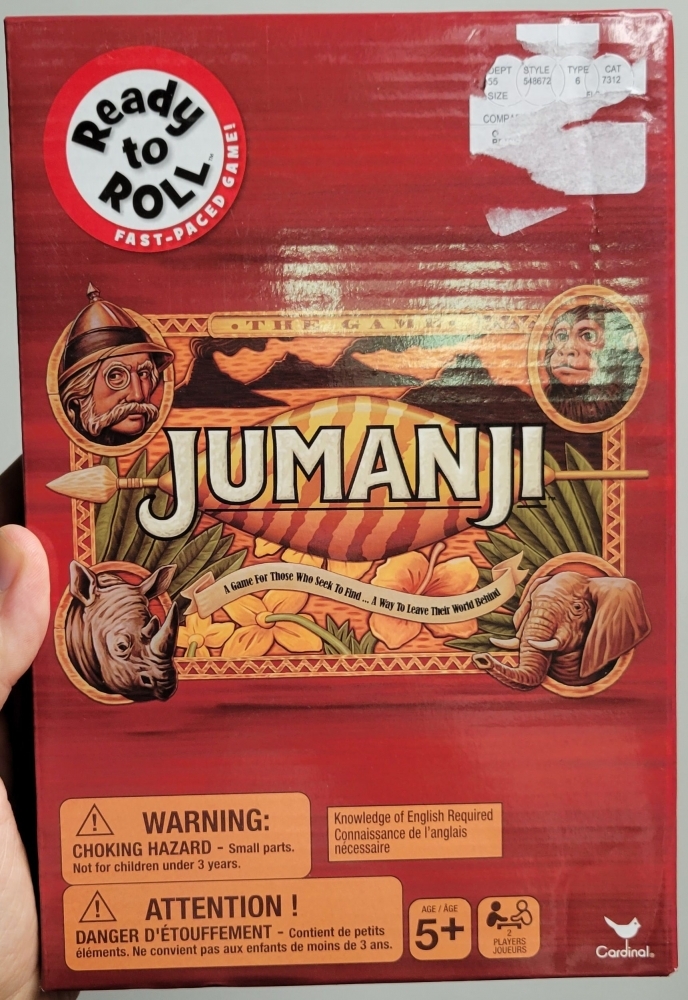 Ready
to
ROLL™
FAST-PACED GAME!
DEPT STYLE TYPE CAT
55 548672 6 7312
SIZE
•THE GAME•
JUMANJI
A Game For Those Who Seek To Find ... A Way To Leave Their World Behind
WARNING:
CHOKING HAZARD - Small parts.
Not for children under 3 years.
Knowledge of English Required
Connaissance de l'anglais
nécessaire
ATTENTION !
DANGER D'ÉTOUFFEMENT - Contient de petits
éléments. Ne convient pas aux enfants de moins de 3 ans.
AGE / ÂGE
5+
2
PLAYERS
JOUEURS
Cardinal®